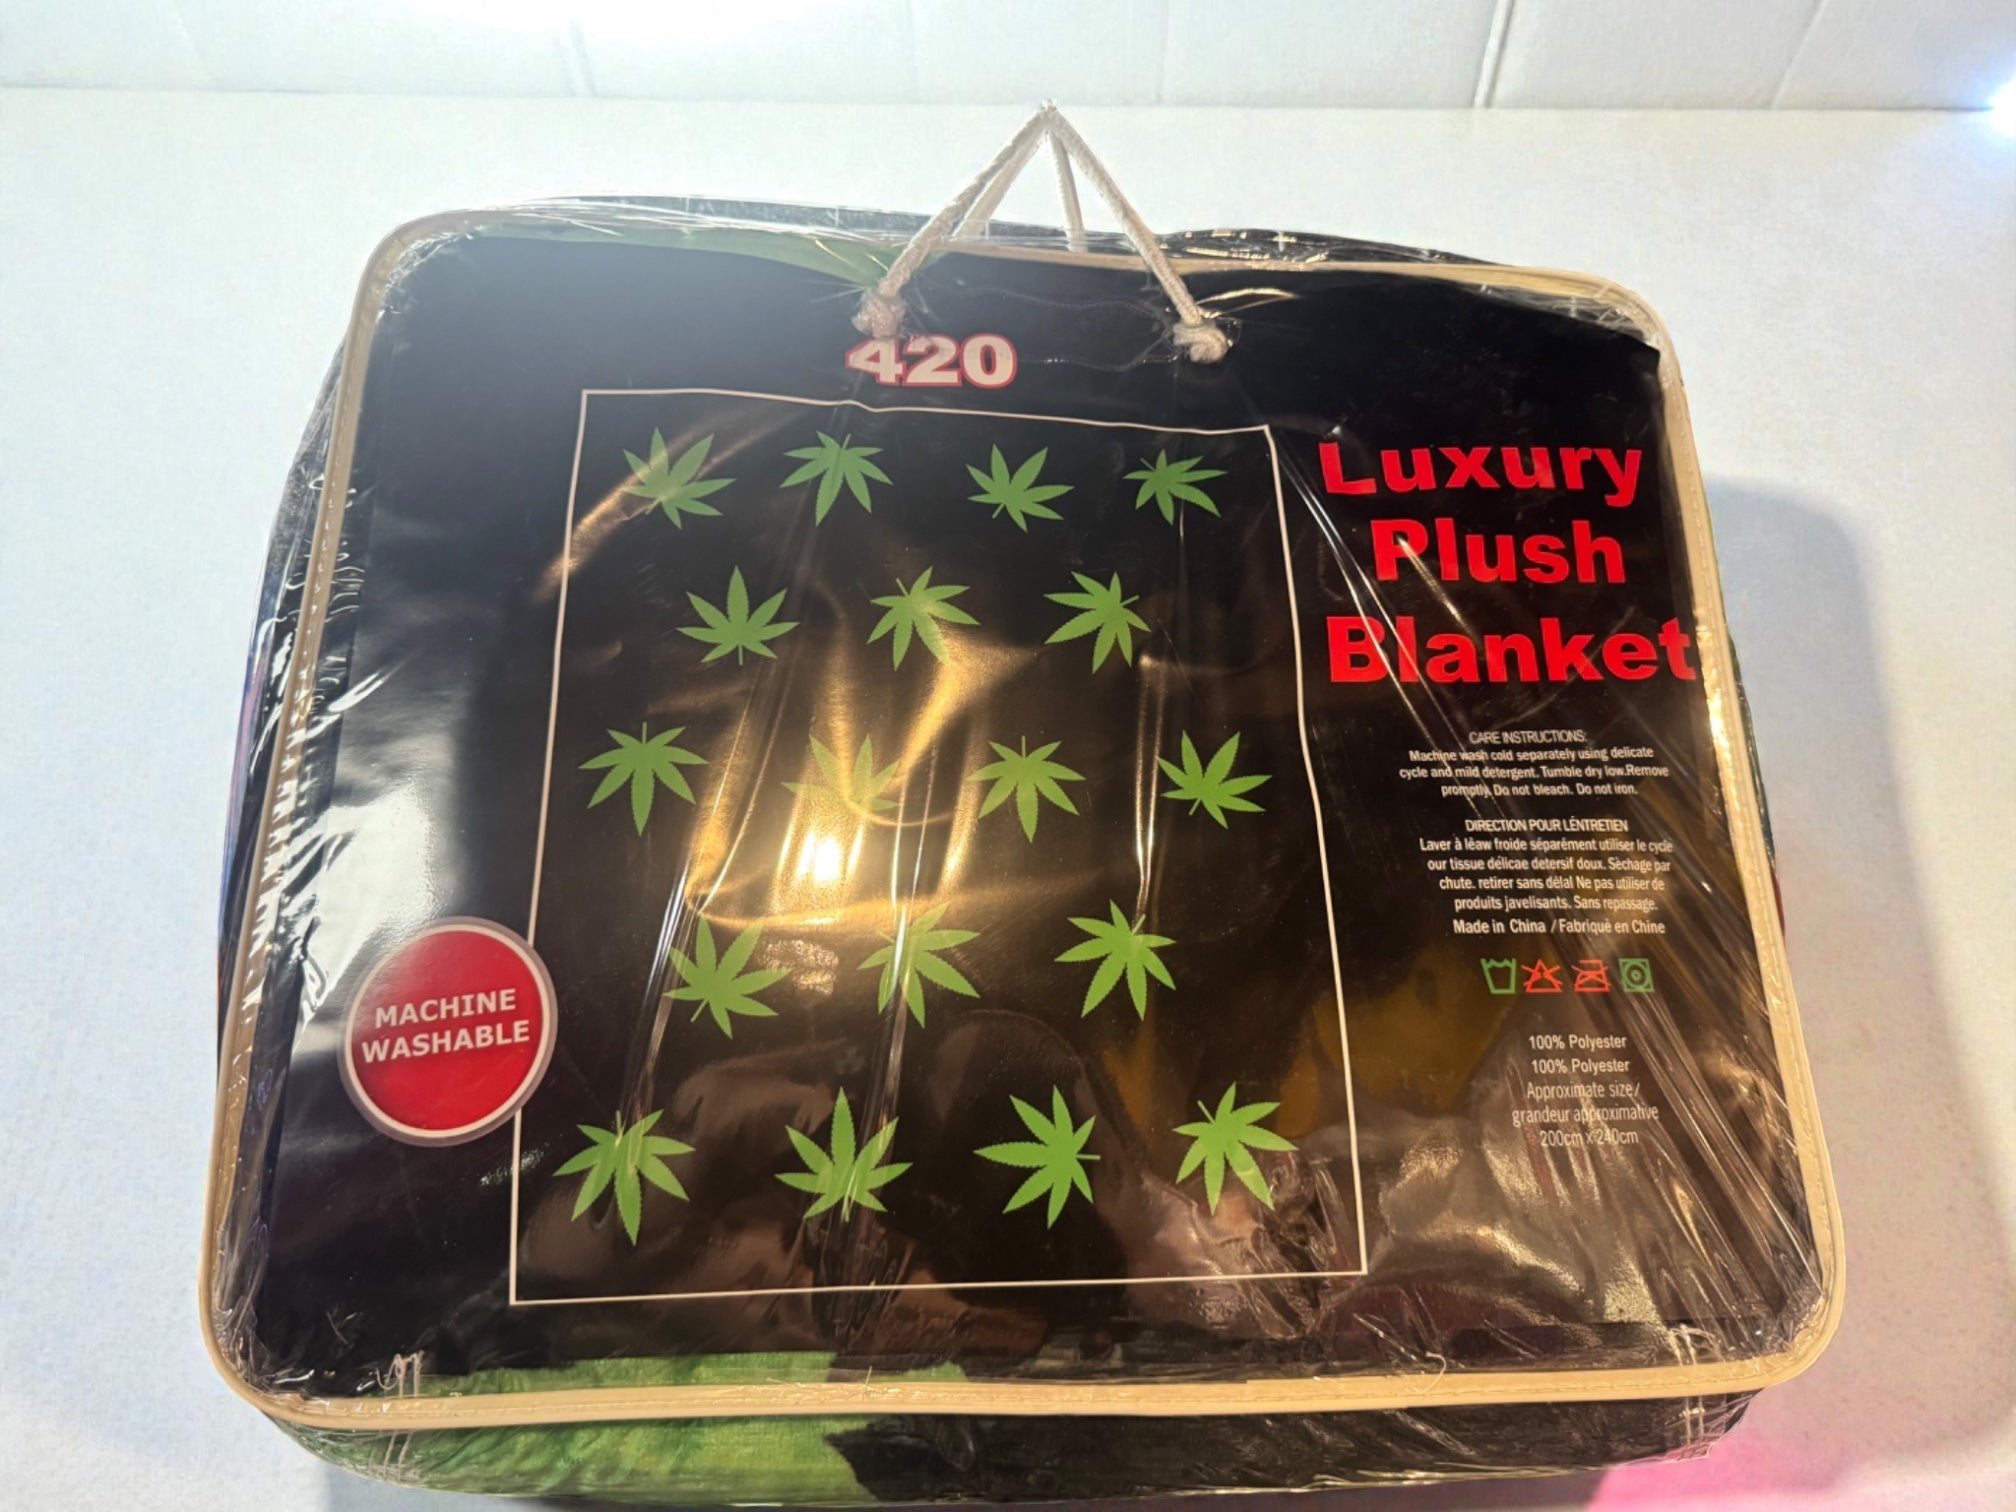 420
Luxury
Plush
Blanket
CARE INSTRUCTIONS:
Machine wash cold separately using delicate
cycle and mild detergent. Tumble dry low.Remove
promptly. Do not bleach. Do not iron.
DIRECTION POUR LÉNTRETIEN
Laver à lêaw froide séparément utiliser le cycle
our tissue délicae detersif doux. Sèchage par
chute. retirer sans délal Ne pas utiliser de
produits javelisants. Sans repassage.
Made in China / Fabriquè en Chine
100% Polyester
100% Polyester
Approximate size/
grandeur approximative
200cm x 240cm
MACHINE
WASHABLE